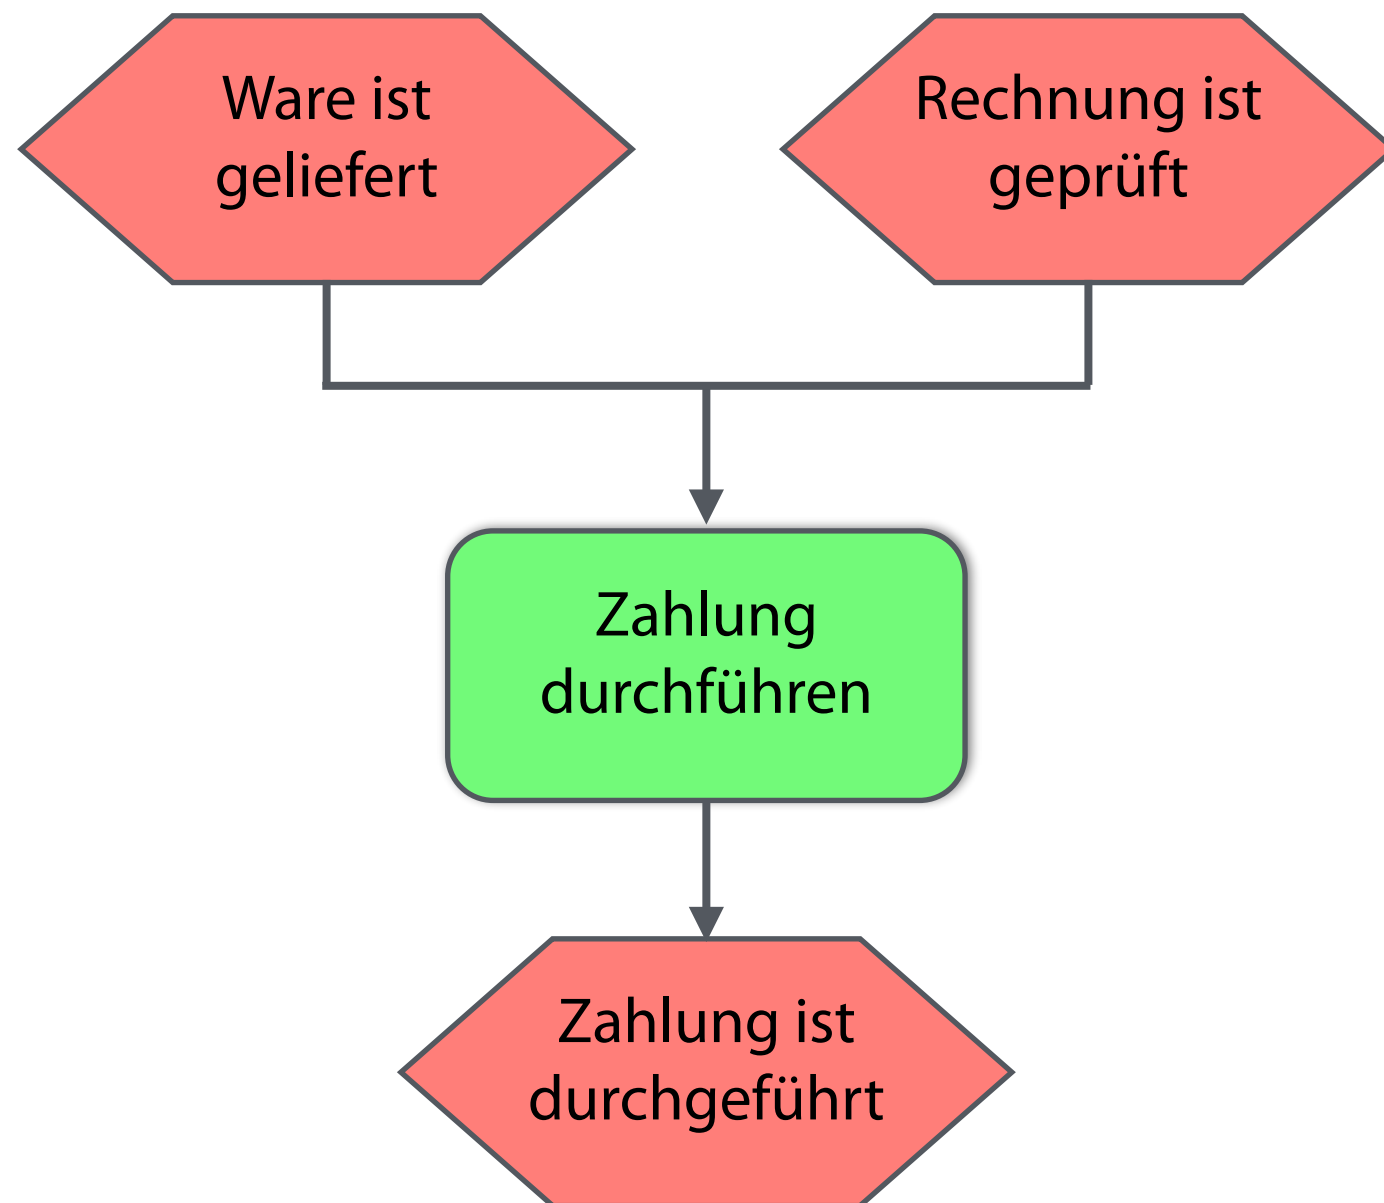 Ware ist
geliefert
Rechnung ist
geprüft
Zahlung
durchführen
Zahlung ist
durchgeführt